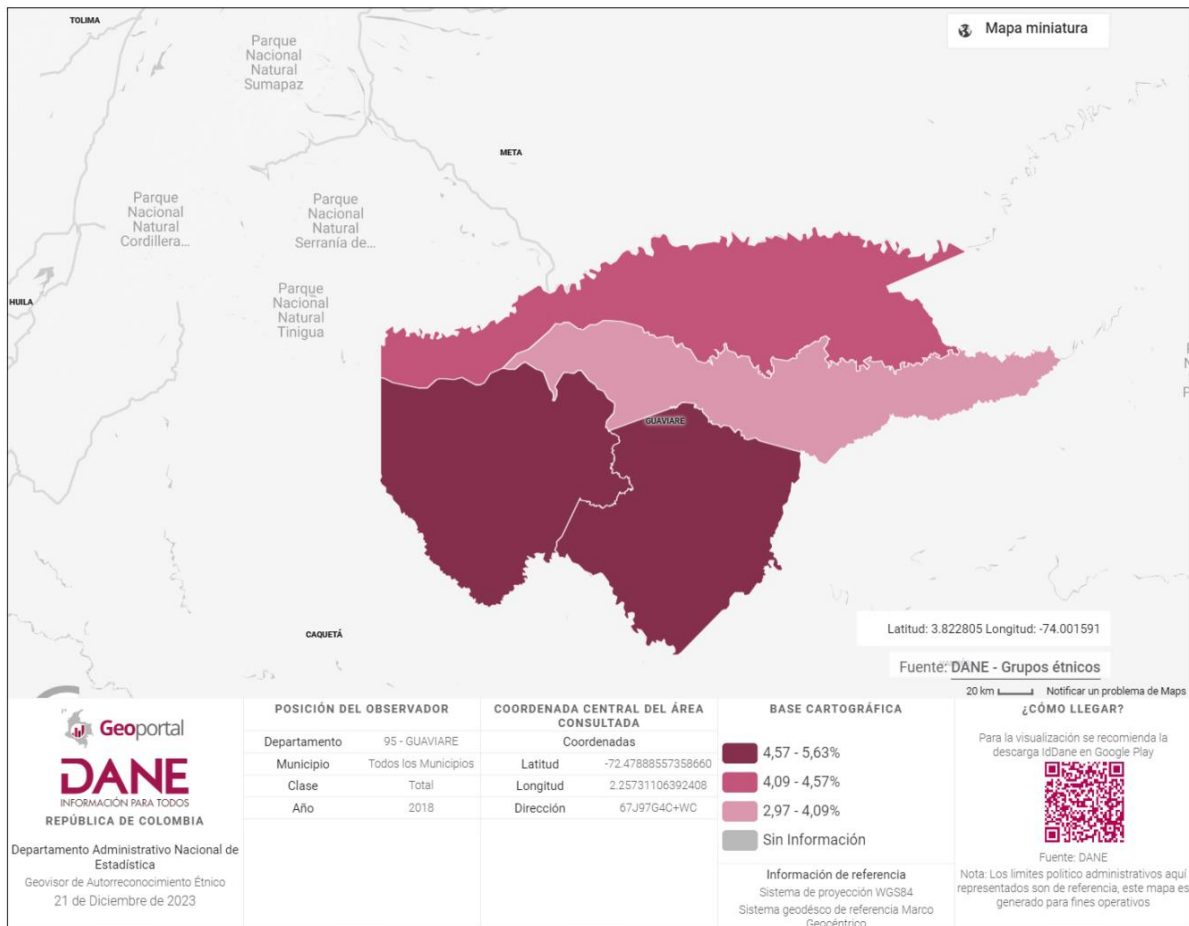 TOLIMA
Mapa miniatura
Parque
Nacional
Natural
Sumapaz
META
Parque
Nacional
Natural
Cordillera...
Parque
Nacional
Natural
Serranía de...
HUILA
Parque
Nacional
Natural
Tinigua
GUAVIARE
CAQUETÁ
Latitud: 3.822805 Longitud: -74.001591
Fuente: DANE - Grupos étnicos
20 km
Notificar un problema de Maps
Geoportal
DANE
INFORMACIÓN PARA TODOS
REPÚBLICA DE COLOMBIA
Departamento Administrativo Nacional de
Estadística
Geovisor de Autorreconocimiento Étnico
21 de Diciembre de 2023
POSICIÓN DEL OBSERVADOR
Departamento 95 - GUAVIARE
Municipio Todos los Municipios
Clase Total
Año 2018
COORDENADA CENTRAL DEL ÁREA
CONSULTADA
Coordenadas
Latitud -72.47888557358660
Longitud 2.25731106392408
Dirección 67J97G4C+WC
BASE CARTOGRÁFICA
4,57 - 5,63%
4,09 - 4,57%
2,97 - 4,09%
Sin Información
Información de referencia
Sistema de proyección WGS84
Sistema geodésco de referencia Marco
Geocéntrico
¿CÓMO LLEGAR?
Para la visualización se recomienda la
descarga IdDane en Google Play
Fuente: DANE
Nota: Los limites politico administrativos aquí
representados son de referencia, este mapa es
generado para fines operativos